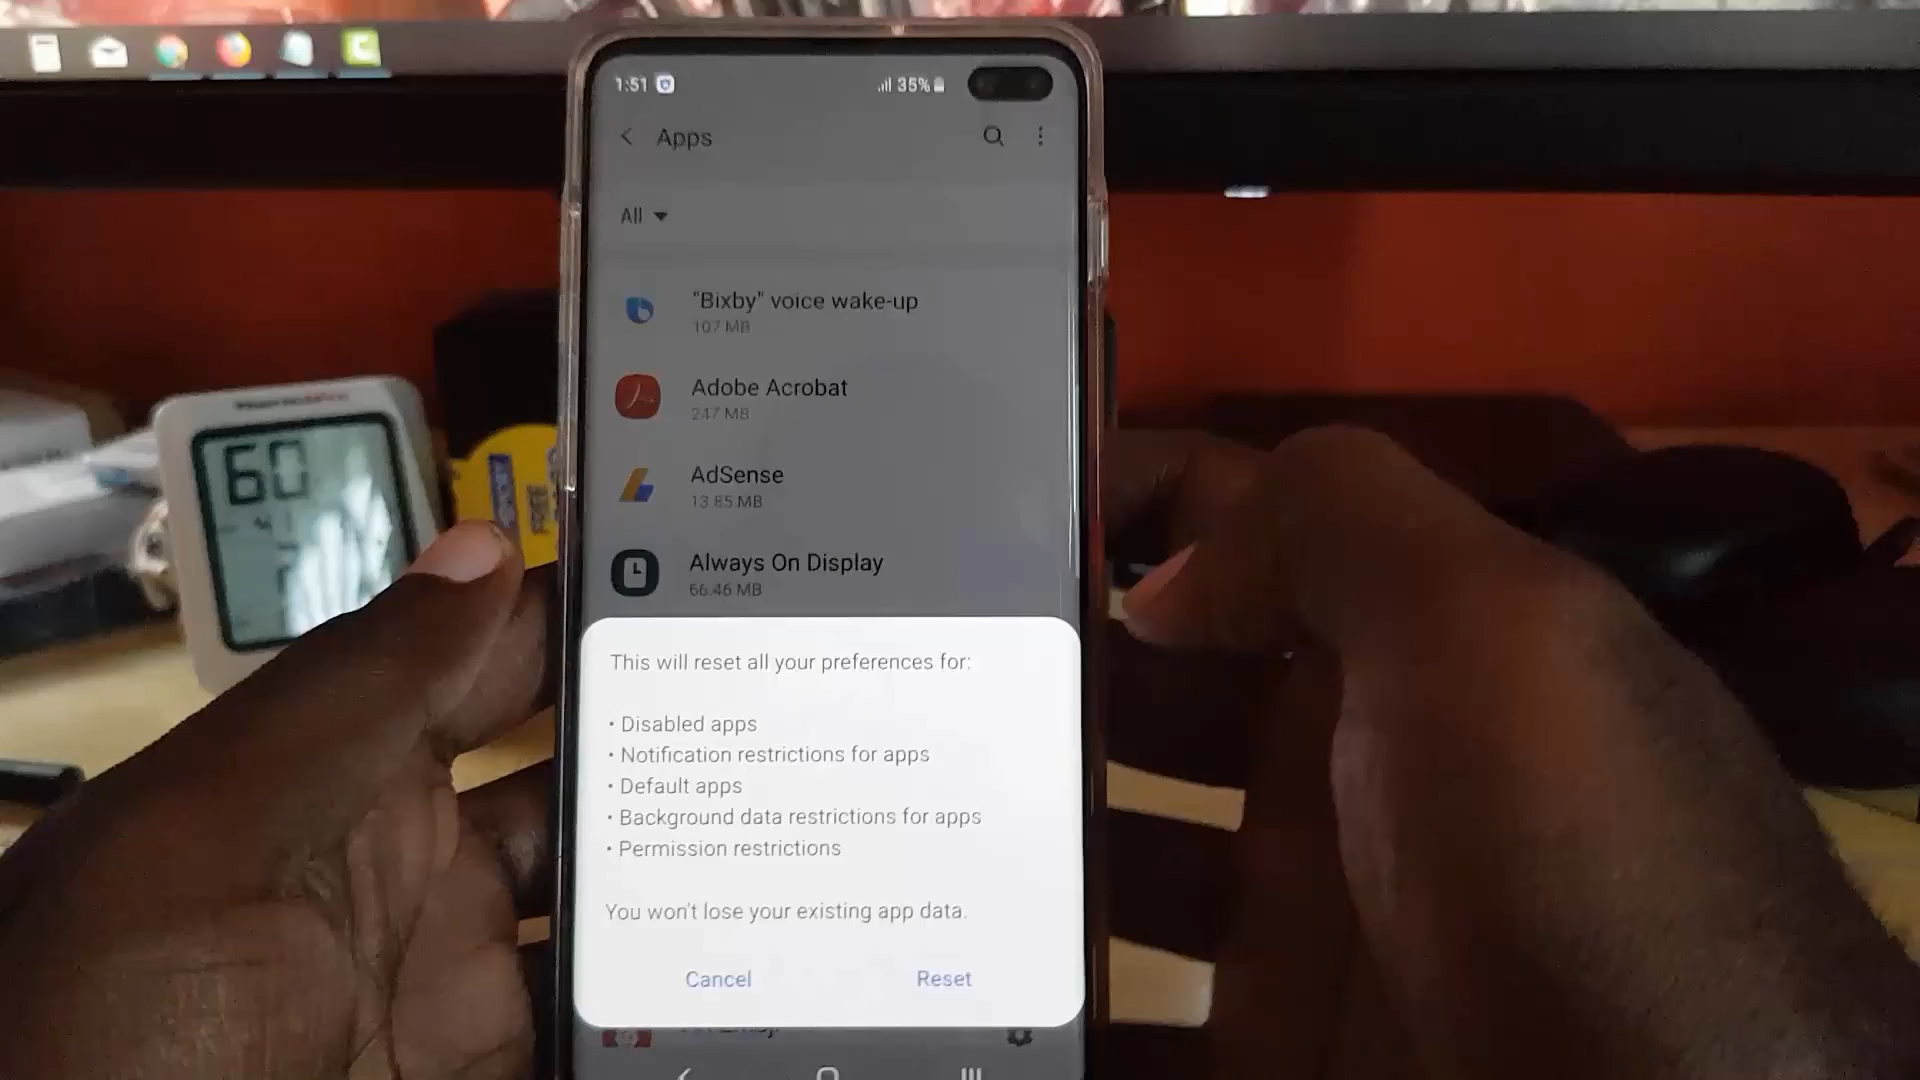 1:51
35%
Apps
All
"Bixby" voice wake-up
107 MB
Adobe Acrobat
247 MB
AdSense
13.85 MB
Always On Display
66.46 MB
This will reset all your preferences for:
• Disabled apps
• Notification restrictions for apps
• Default apps
• Background data restrictions for apps
• Permission restrictions
You won't lose your existing app data.
Cancel
Reset
60